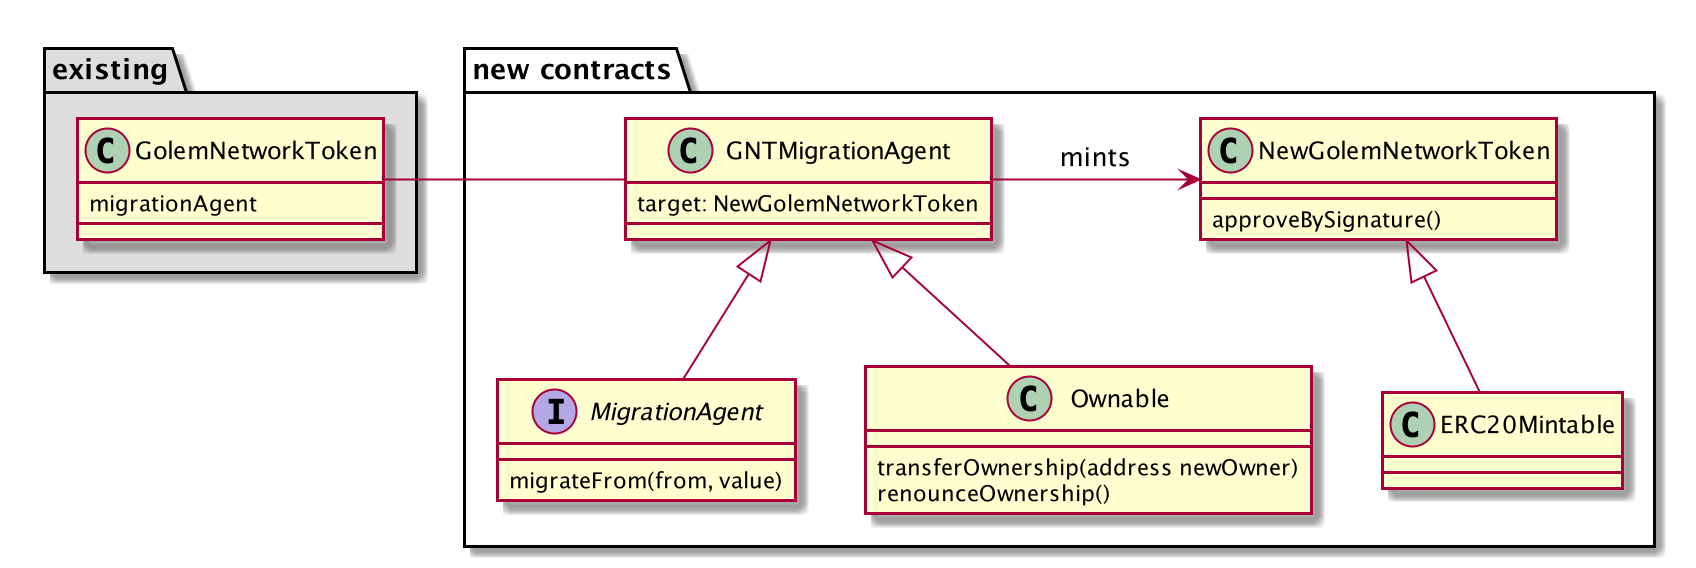 existing
new contracts
C GolemNetworkToken
migrationAgent
C GNTMigrationAgent
target: NewGolemNetworkToken
mints
C NewGolemNetworkToken
approveBySignature()
I MigrationAgent
migrateFrom(from, value)
C Ownable
transferOwnership(address newOwner)
renounceOwnership()
C ERC20Mintable